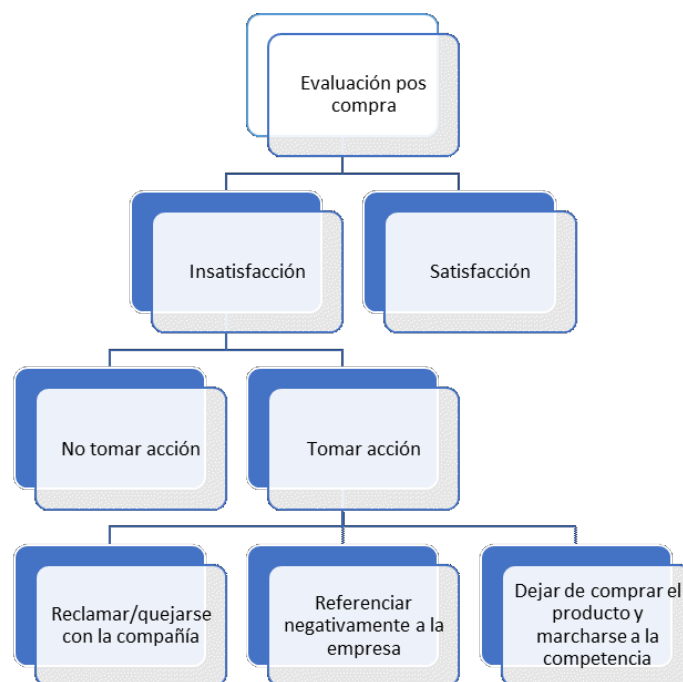 Evaluación pos
compra
Insatisfacción
Satisfacción
No tomar acción
Tomar acción
Reclamar/quejarse
con la compañía
Referenciar
negativamente a la
empresa
Dejar de comprar el
producto y
marcharse a la
competencia